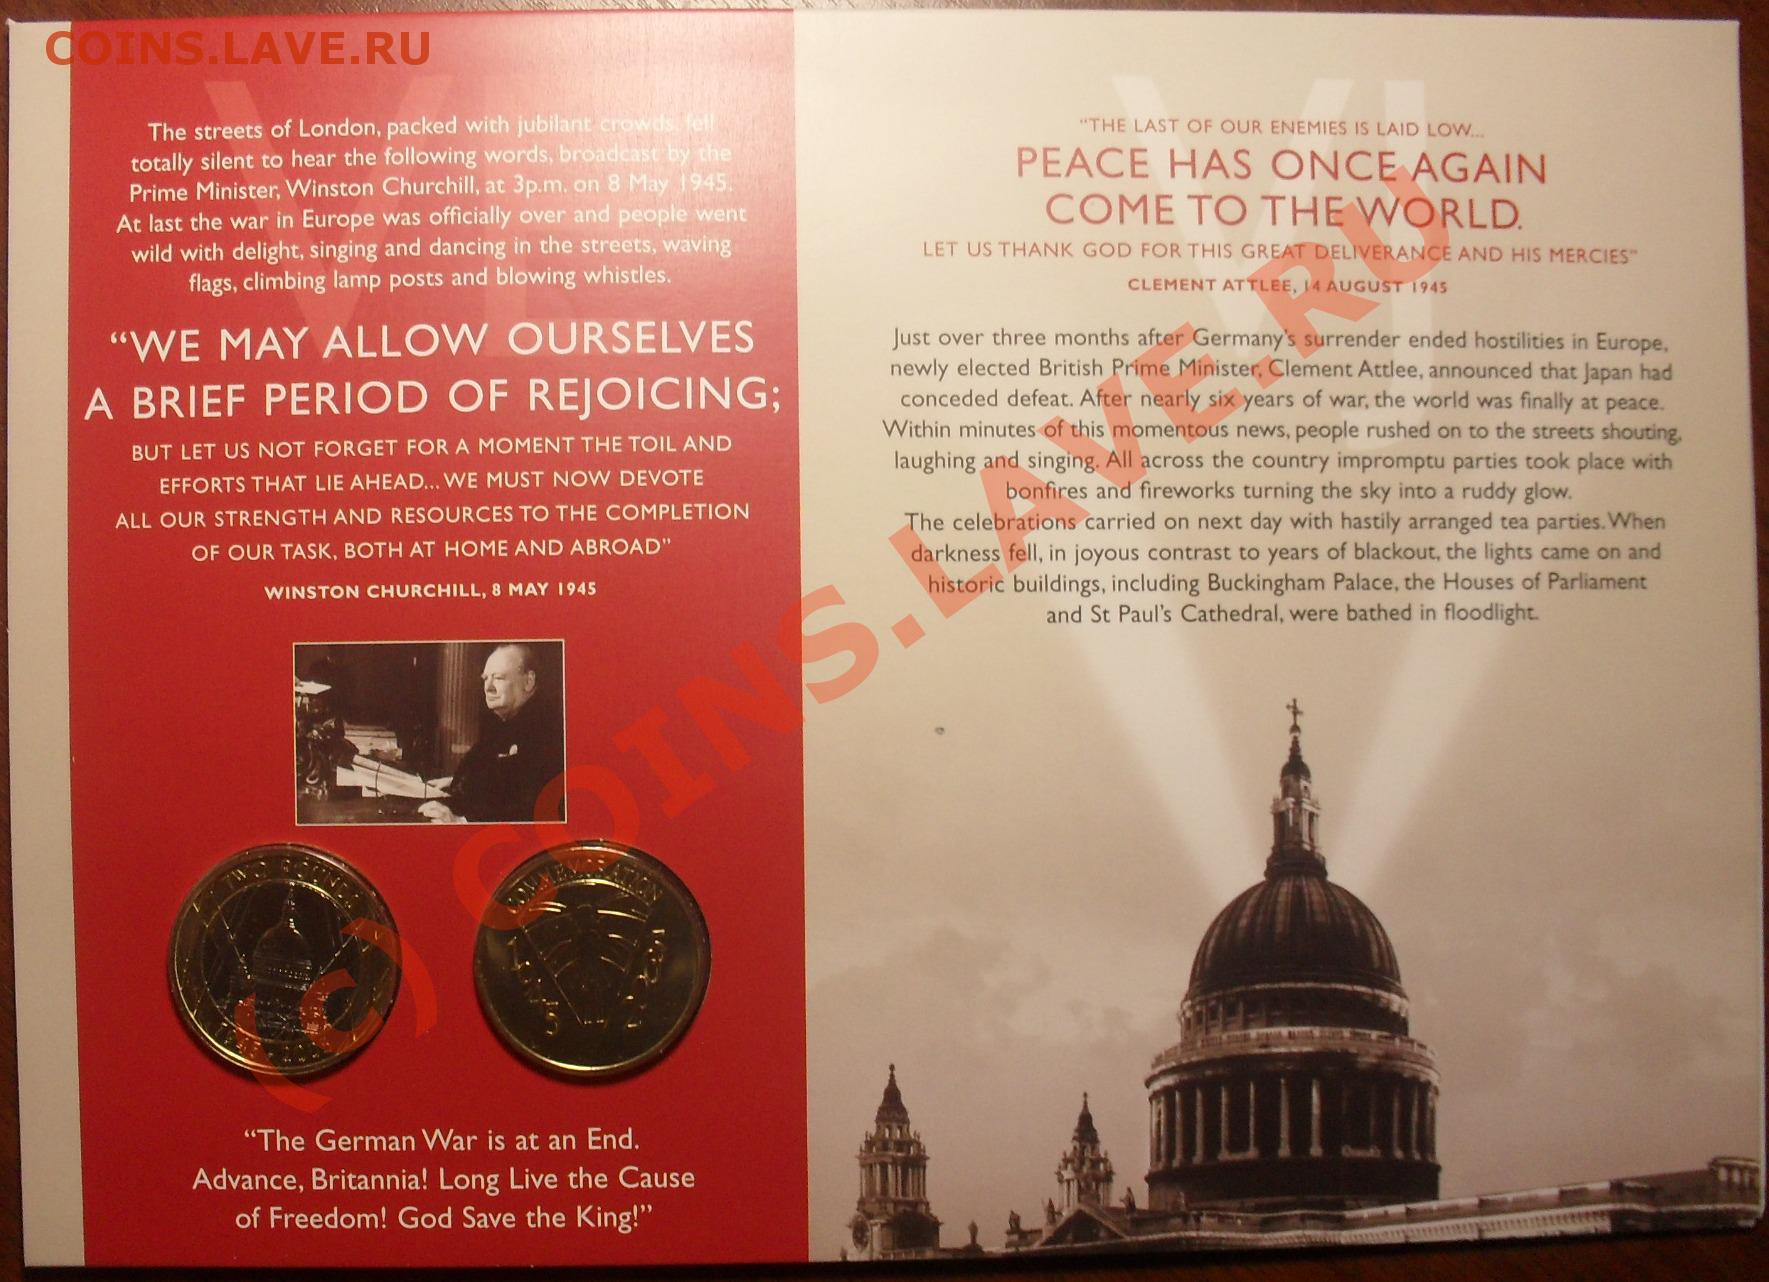 COINS.LAVE.RU
The streets of London, packed with jubilant crowds, fell
totally silent to hear the following words, broadcast by the
Prime Minister, Winston Churchill, at 3p.m. on 8 May 1945.
At last the war in Europe was officially over and people went
wild with delight, singing and dancing in the streets, waving
flags, climbing lamp posts and blowing whistles.
“WE MAY ALLOW OURSELVES
A BRIEF PERIOD OF REJOICING;
BUT LET US NOT FORGET FOR A MOMENT THE TOIL AND
EFFORTS THAT LIE AHEAD... WE MUST NOW DEVOTE
ALL OUR STRENGTH AND RESOURCES TO THE COMPLETION
OF OUR TASK, BOTH AT HOME AND ABROAD”
WINSTON CHURCHILL, 8 MAY 1945
TWO POUNDS
“The German War is at an End.
Advance, Britannia! Long Live the Cause
of Freedom! God Save the King!”
VE
VJ
“THE LAST OF OUR ENEMIES IS LAID LOW...
PEACE HAS ONCE AGAIN
COME TO THE WORLD.
LET US THANK GOD FOR THIS GREAT DELIVERANCE AND HIS MERCIES”
CLEMENT ATTLEE, 14 AUGUST 1945
Just over three months after Germany's surrender ended hostilities in Europe,
newly elected British Prime Minister, Clement Attlee, announced that Japan had
conceded defeat. After nearly six years of war, the world was finally at peace.
Within minutes of this momentous news, people rushed on to the streets shouting,
laughing and singing. All across the country impromptu parties took place with
bonfires and fireworks turning the sky into a ruddy glow.
The celebrations carried on next day with hastily arranged tea parties. When
darkness fell, in joyous contrast to years of blackout, the lights came on and
historic buildings, including Buckingham Palace, the Houses of Parliament
and St Paul's Cathedral, were bathed in floodlight.
(c) COINS.LAVE.RU